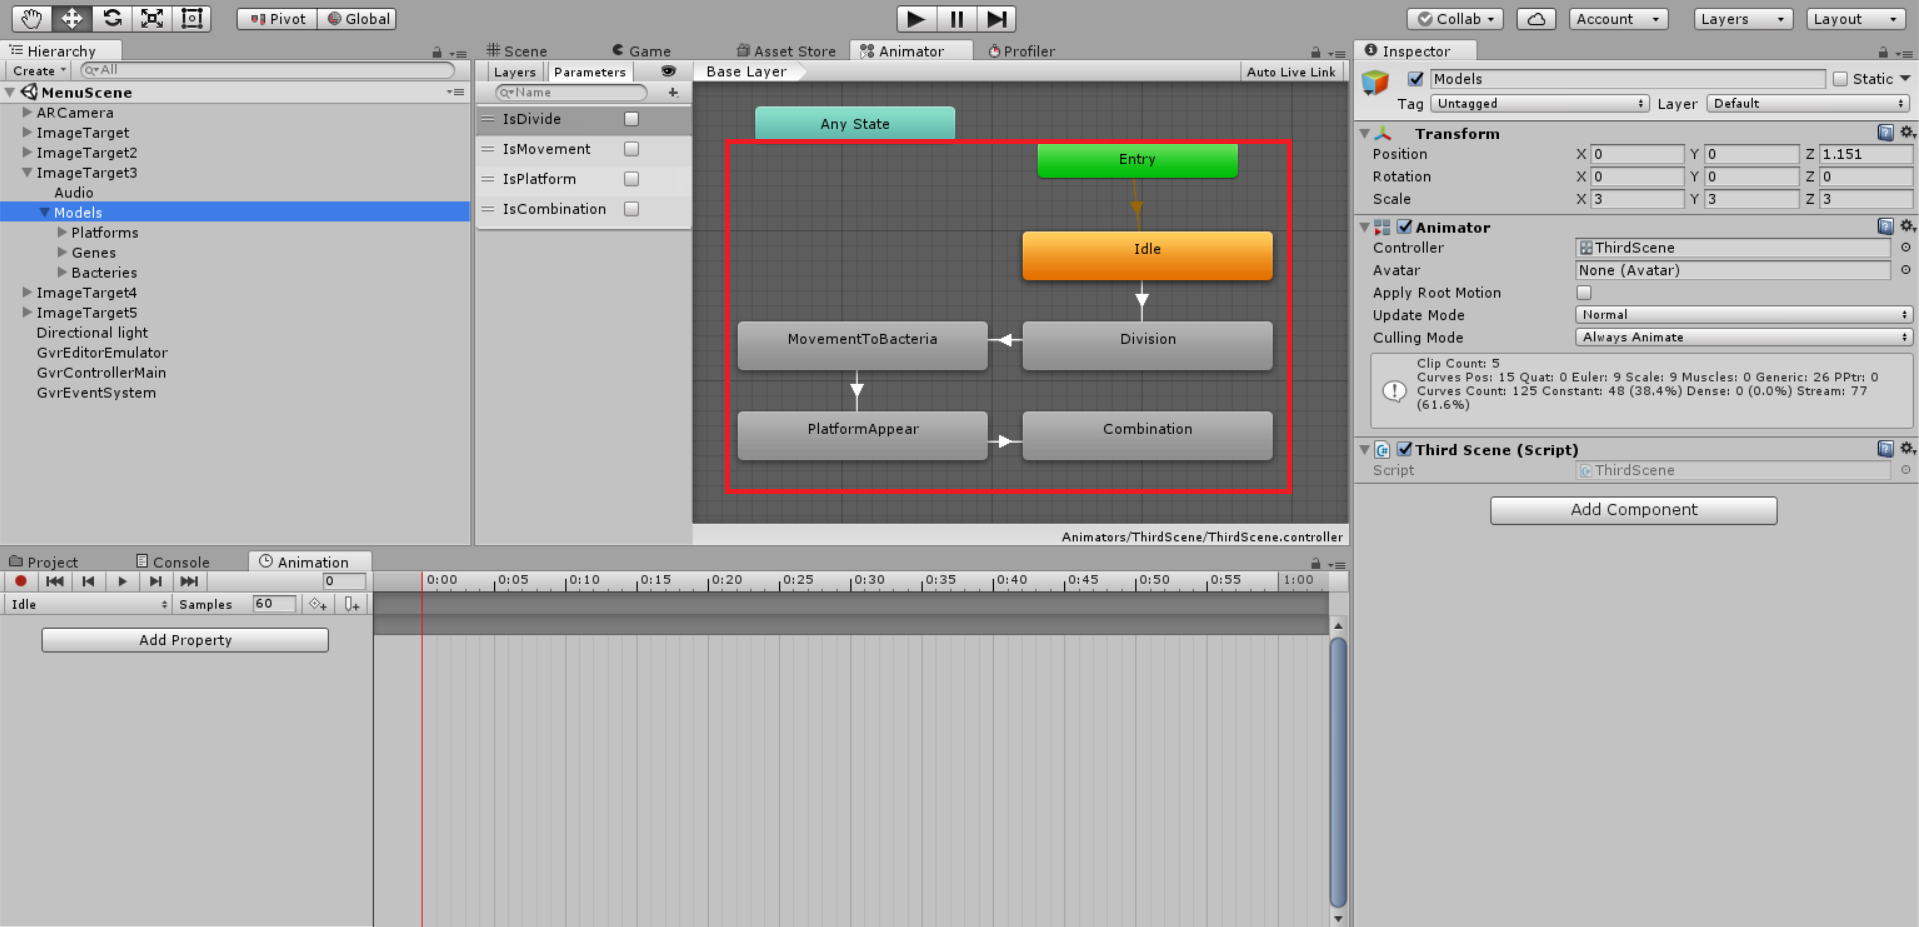 Pivot Global Collab Account Layers Layout
Hierarchy
Create All
MenuScene
ARCamera
ImageTarget
ImageTarget2
ImageTarget3
Audio
Models
Platforms
Genes
Bacteries
ImageTarget4
ImageTarget5
Directional light
GvrEditorEmulator
GvrControllerMain
GvrEventSystem
Scene Game Asset Store Animator Profiler
Layers Parameters Base Layer Auto Live Link
Name
IsDivide
IsMovement
IsPlatform
IsCombination
Any State
Entry
Idle
MovementToBacteria Division
PlatformAppear Combination
Animators/ThirdScene/ThirdScene.controller
Inspector
Models Static
Tag Untagged Layer Default
Transform
Position X 0 Y 0 Z 1.151
Rotation X 0 Y 0 Z 0
Scale X 3 Y 3 Z 3
Animator
Controller ThirdScene
Avatar None (Avatar)
Apply Root Motion
Update Mode Normal
Culling Mode Always Animate
Clip Count: 5
Curves Pos: 15 Quat: 0 Euler: 9 Scale: 9 Muscles: 0 Generic: 26 PPtr: 0
Curves Count: 125 Constant: 48 (38.4%) Dense: 0 (0.0%) Stream: 77
(61.6%)
Third Scene (Script)
Script ThirdScene
Add Component
Project Console Animation
0 0:00 0:05 0:10 0:15 0:20 0:25 0:30 0:35 0:40 0:45 0:50 0:55 1:00
Idle Samples 60
Add Property